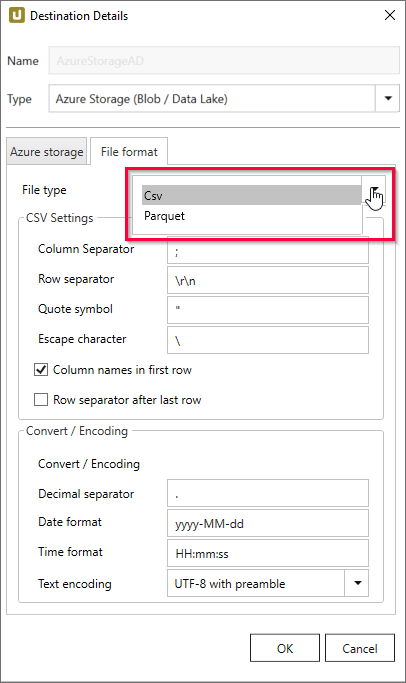 Destination Details
Name AzureStorageAD
Type Azure Storage (Blob / Data Lake)
Azure storage File format
File type
Csv
Parquet
CSV Settings
Column Separator ;
Row separator \r\n
Quote symbol "
Escape character \
Column names in first row
Row separator after last row
Convert / Encoding
Convert / Encoding
Decimal separator .
Date format yyyy-MM-dd
Time format HH:mm:ss
Text encoding UTF-8 with preamble
OK Cancel